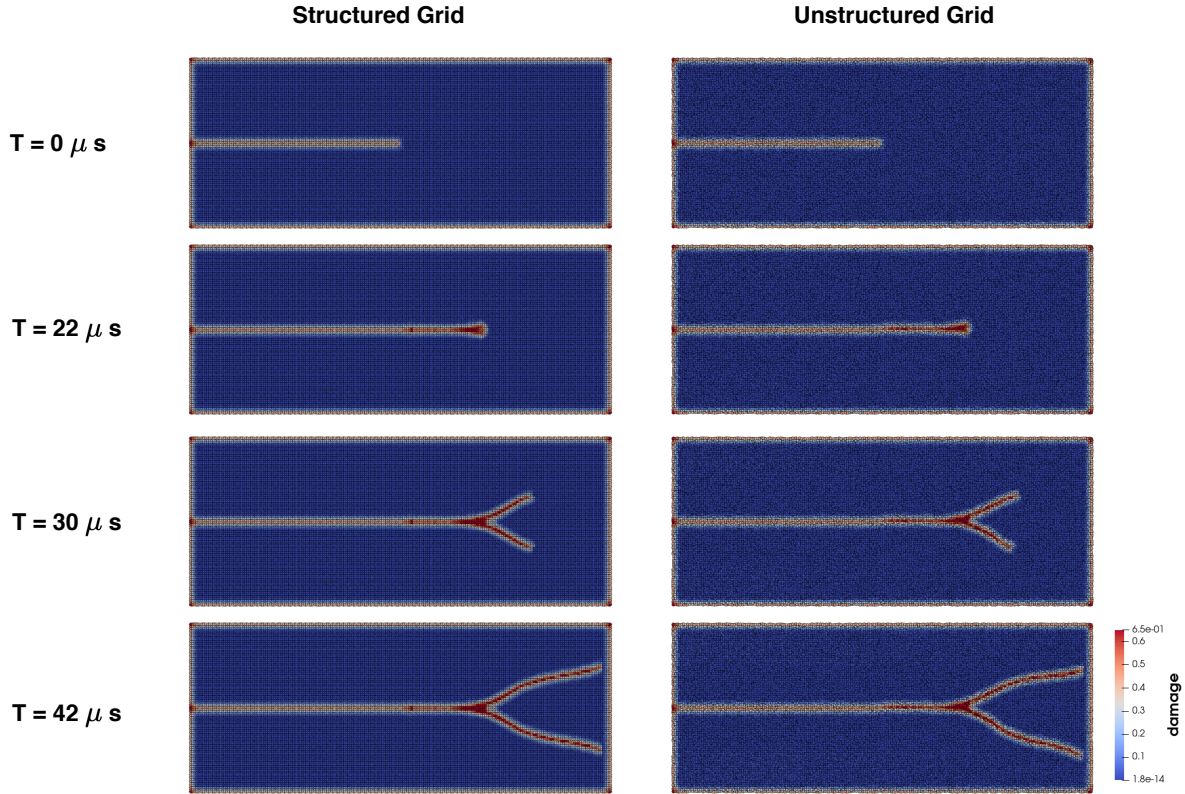 Structured Grid
Unstructured Grid
T = 0 μ s
T = 22 μ s
T = 30 μ s
T = 42 μ s
6.5e-01
0.6
0.5
0.4
0.3
0.2
0.1
1.8e-14
damage